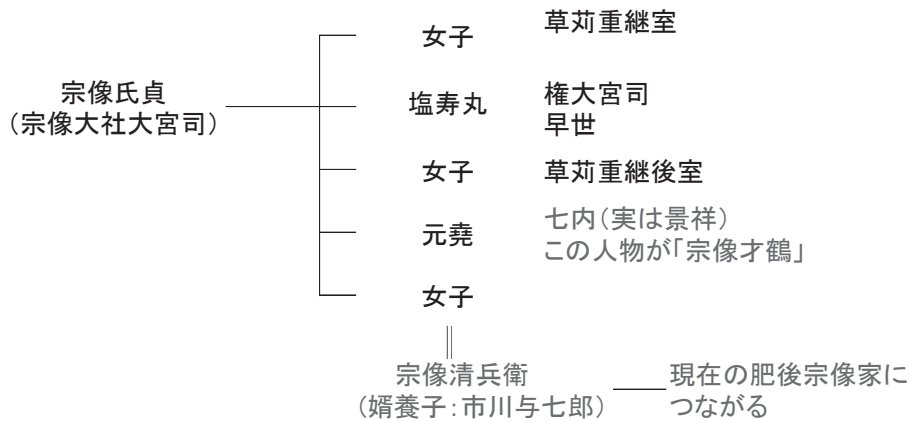 女子 草苅重継室
宗像氏貞
(宗像大社大宮司)
塩寿丸 権大宮司
早世
女子 草苅重継後室
元堯 七内(実は景祥)
この人物が「宗像才鶴」
女子
宗像清兵衛
(婿養子:市川与七郎)
現在の肥後宗像家に
つながる